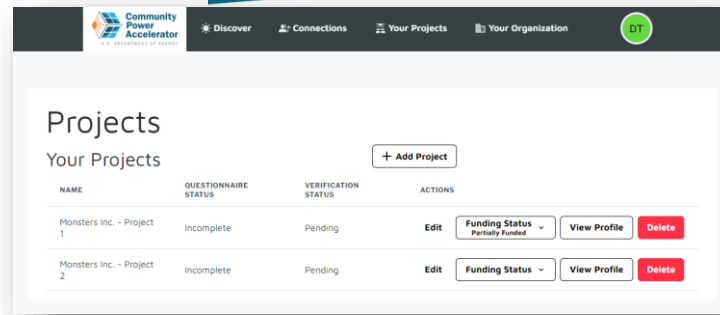 Community
Power
Accelerator
U.S. DEPARTMENT OF ENERGY
Discover
Connections
Your Projects
Your Organization
DT
Projects
Your Projects
+ Add Project
NAME
QUESTIONNAIRE
STATUS
VERIFICATION
STATUS
ACTIONS
Monsters Inc. - Project
1
Incomplete
Pending
Edit
Funding Status
Partially Funded
View Profile
Delete
Monsters Inc. - Project
2
Incomplete
Pending
Edit
Funding Status
View Profile
Delete